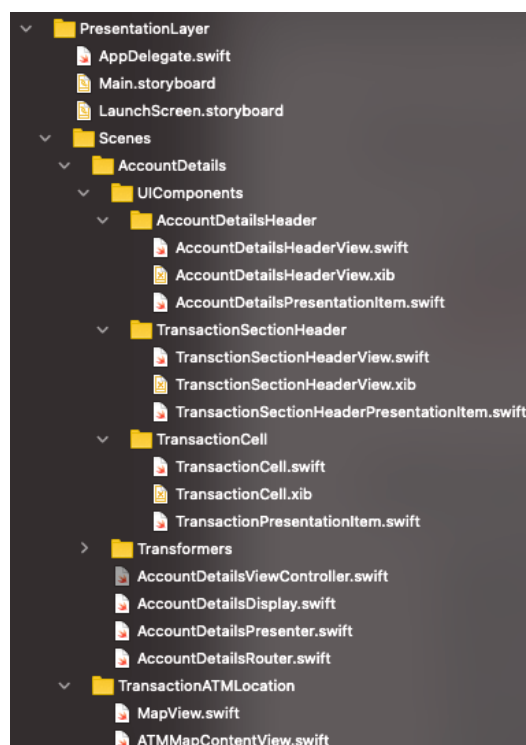 PresentationLayer
AppDelegate.swift
Main.storyboard
LaunchScreen.storyboard
Scenes
AccountDetails
UIComponents
AccountDetailsHeader
AccountDetailsHeaderView.swift
AccountDetailsHeaderView.xib
AccountDetailsPresentationItem.swift
TransactionSectionHeader
TransctionSectionHeaderView.swift
TransctionSectionHeaderView.xib
TransactionSectionHeaderPresentationItem.swift
TransactionCell
TransactionCell.swift
TransactionCell.xib
TransactionPresentationItem.swift
Transformers
AccountDetailsViewController.swift
AccountDetailsDisplay.swift
AccountDetailsPresenter.swift
AccountDetailsRouter.swift
TransactionATMLocation
MapView.swift
ATMMapContentView.swift